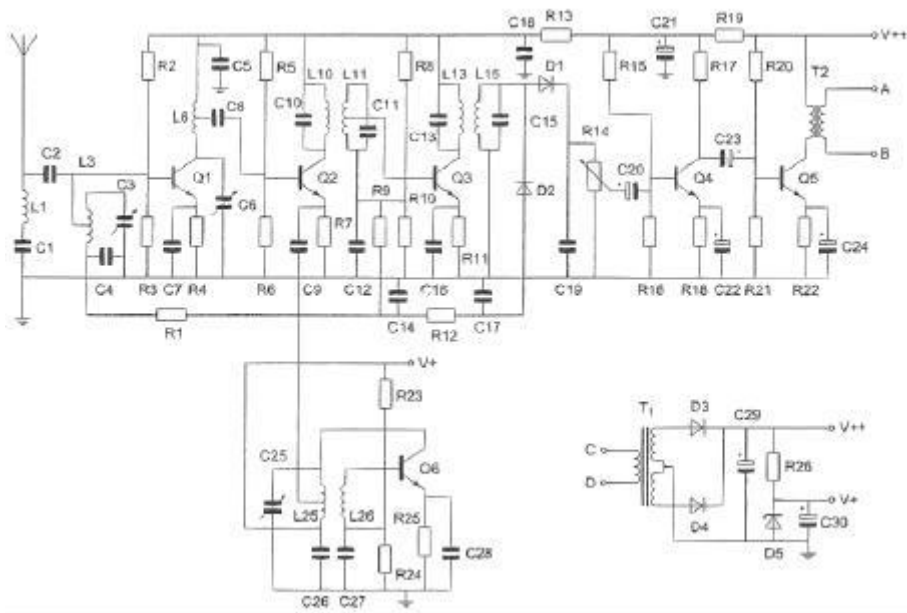 C18 R13 C21 R19
V++
R2 C5 R5 L10 L11 R8 L13 L15 D1 R15 R17 R20 T2
L6 C8 C10 C11 C13 C15 R14 C23 A
C2 L3 C3 Q1 Q2 Q3 D2 C20 Q4 Q5 B
L1 C6 R7 R9 R10
C1 R11 C24
C4 R3 C7 R4 R6 C9 C12 C16 C19 R16 R18 C22 R21 R22
R1 C14 R12 C17
V+
R23
T1 D3 C29 V++
C25 Q6 C
R26
L25 L26 R25 D V+
D4 C30
C28 D5
R24
C26 C27